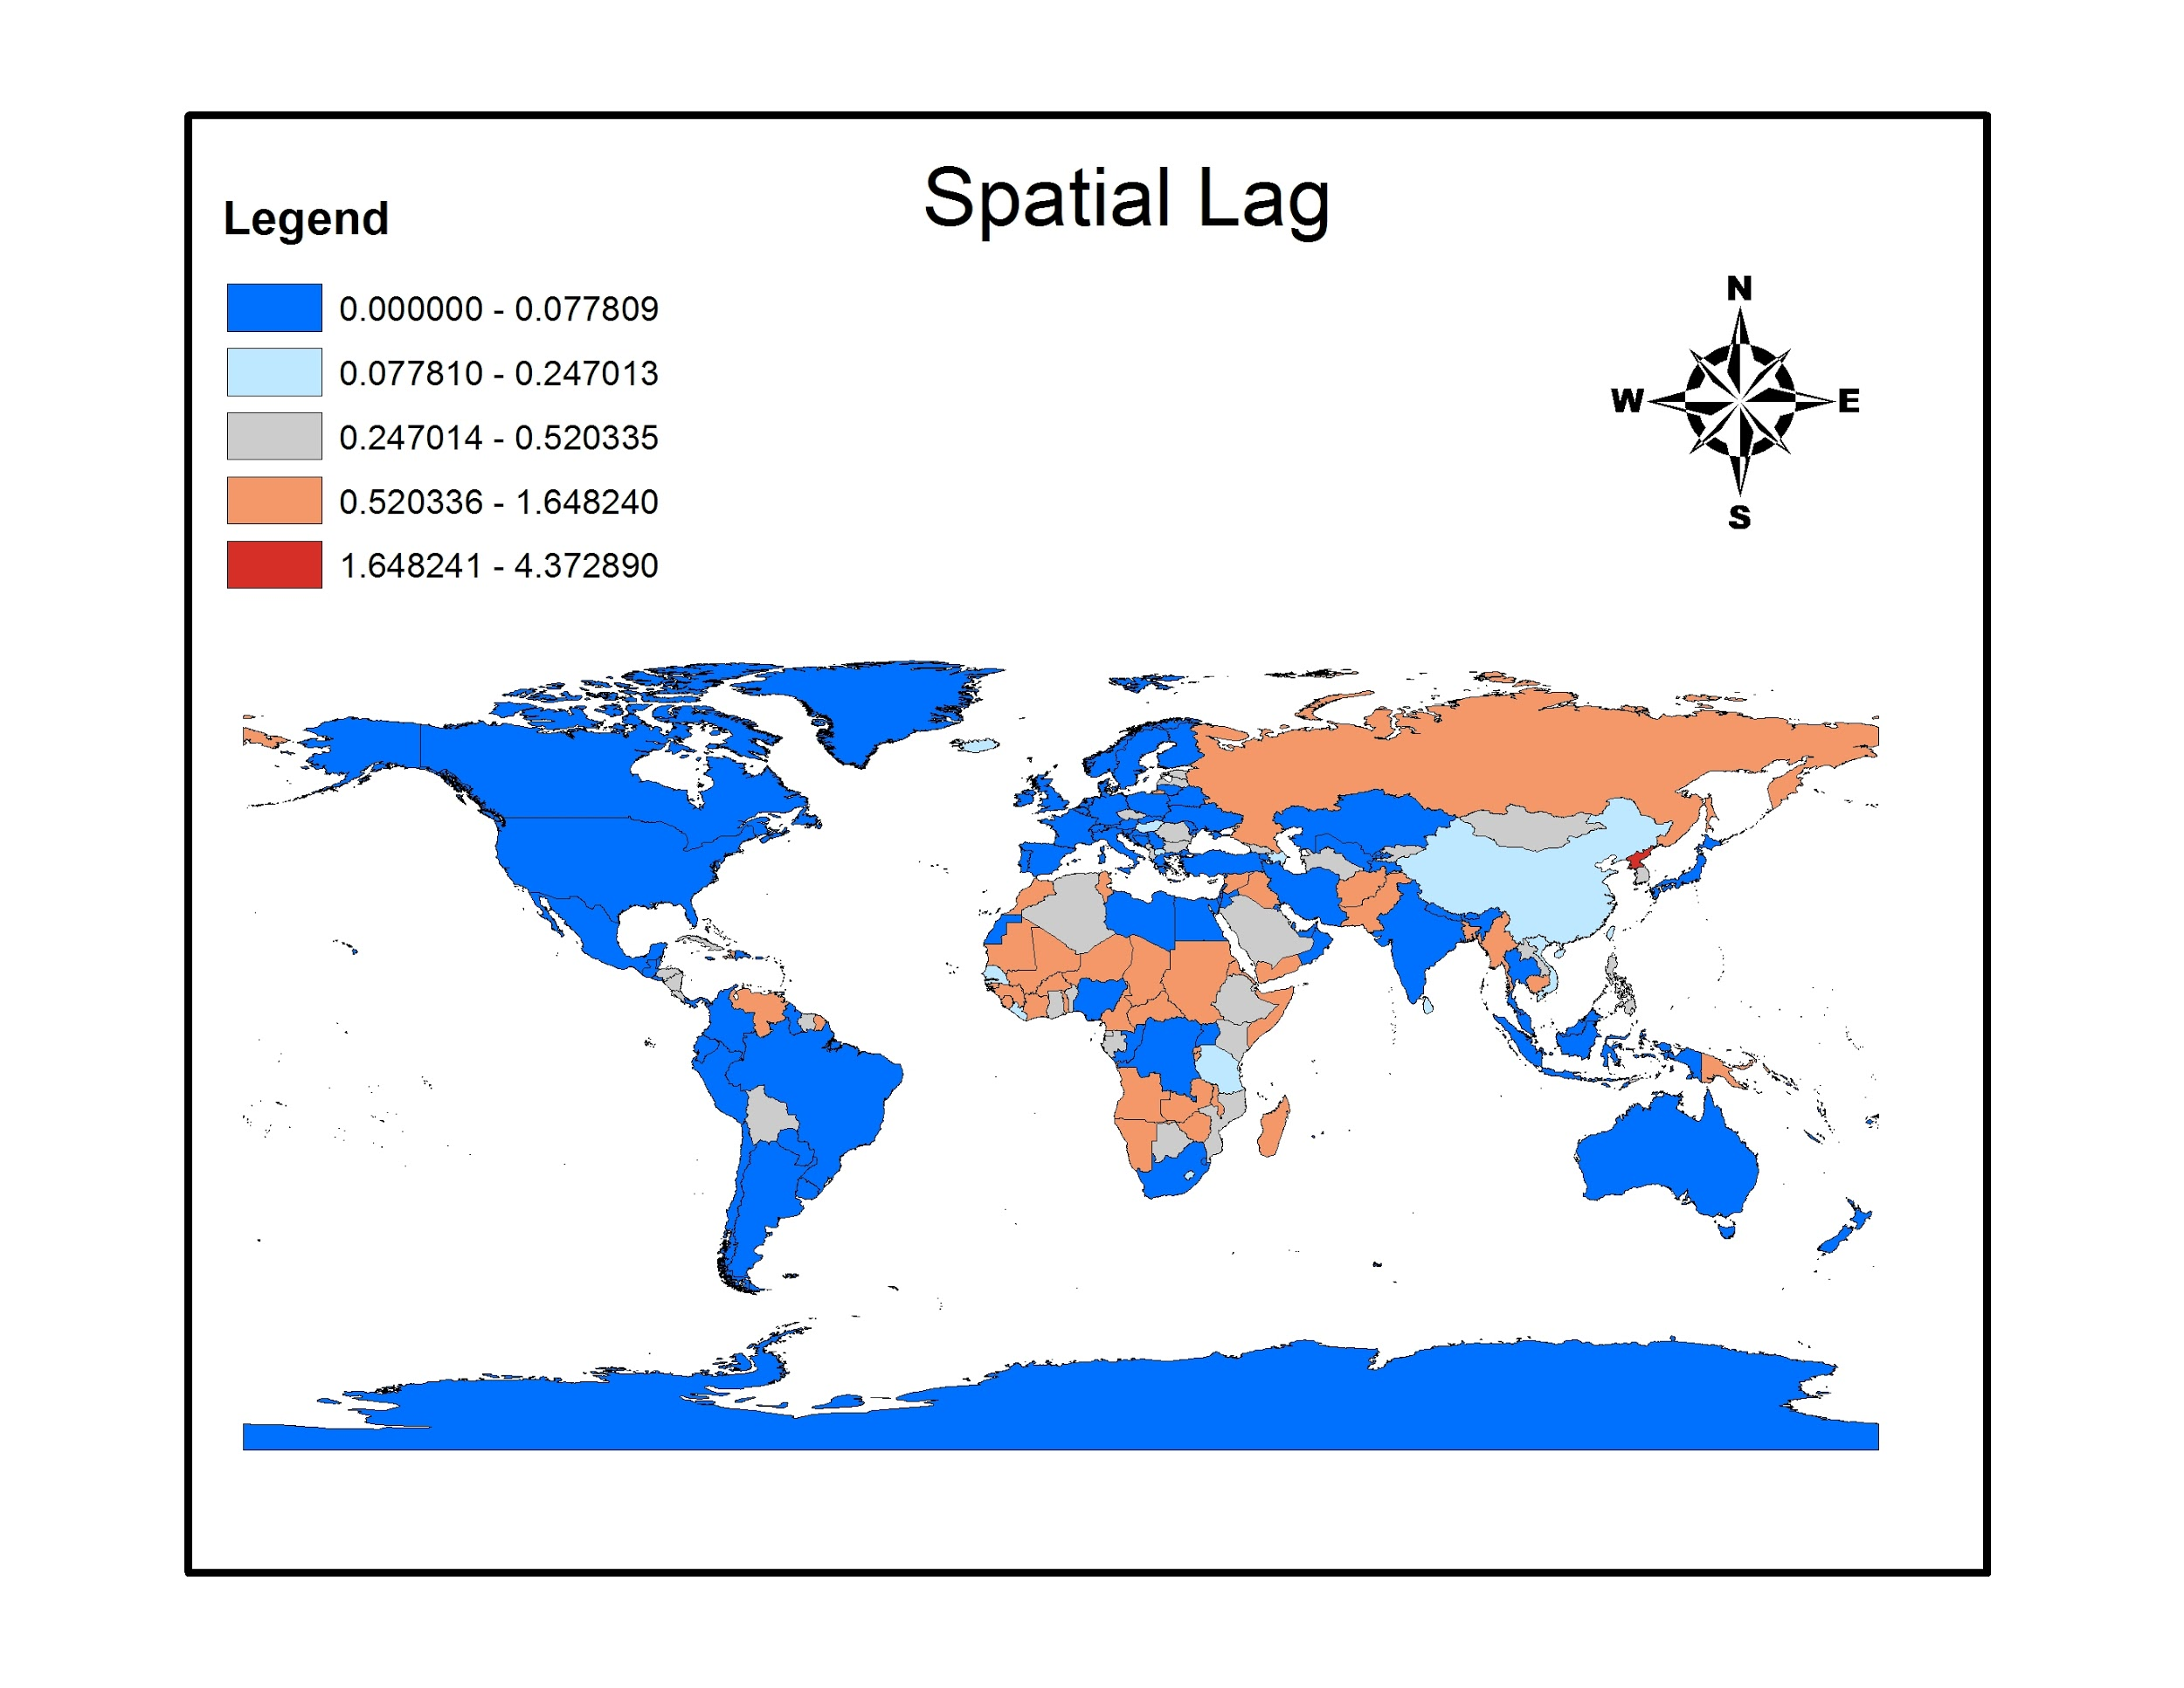 Spatial Lag
Legend
0.000000 - 0.077809
0.077810 - 0.247013
0.247014 - 0.520335
0.520336 - 1.648240
1.648241 - 4.372890
N
W E
S